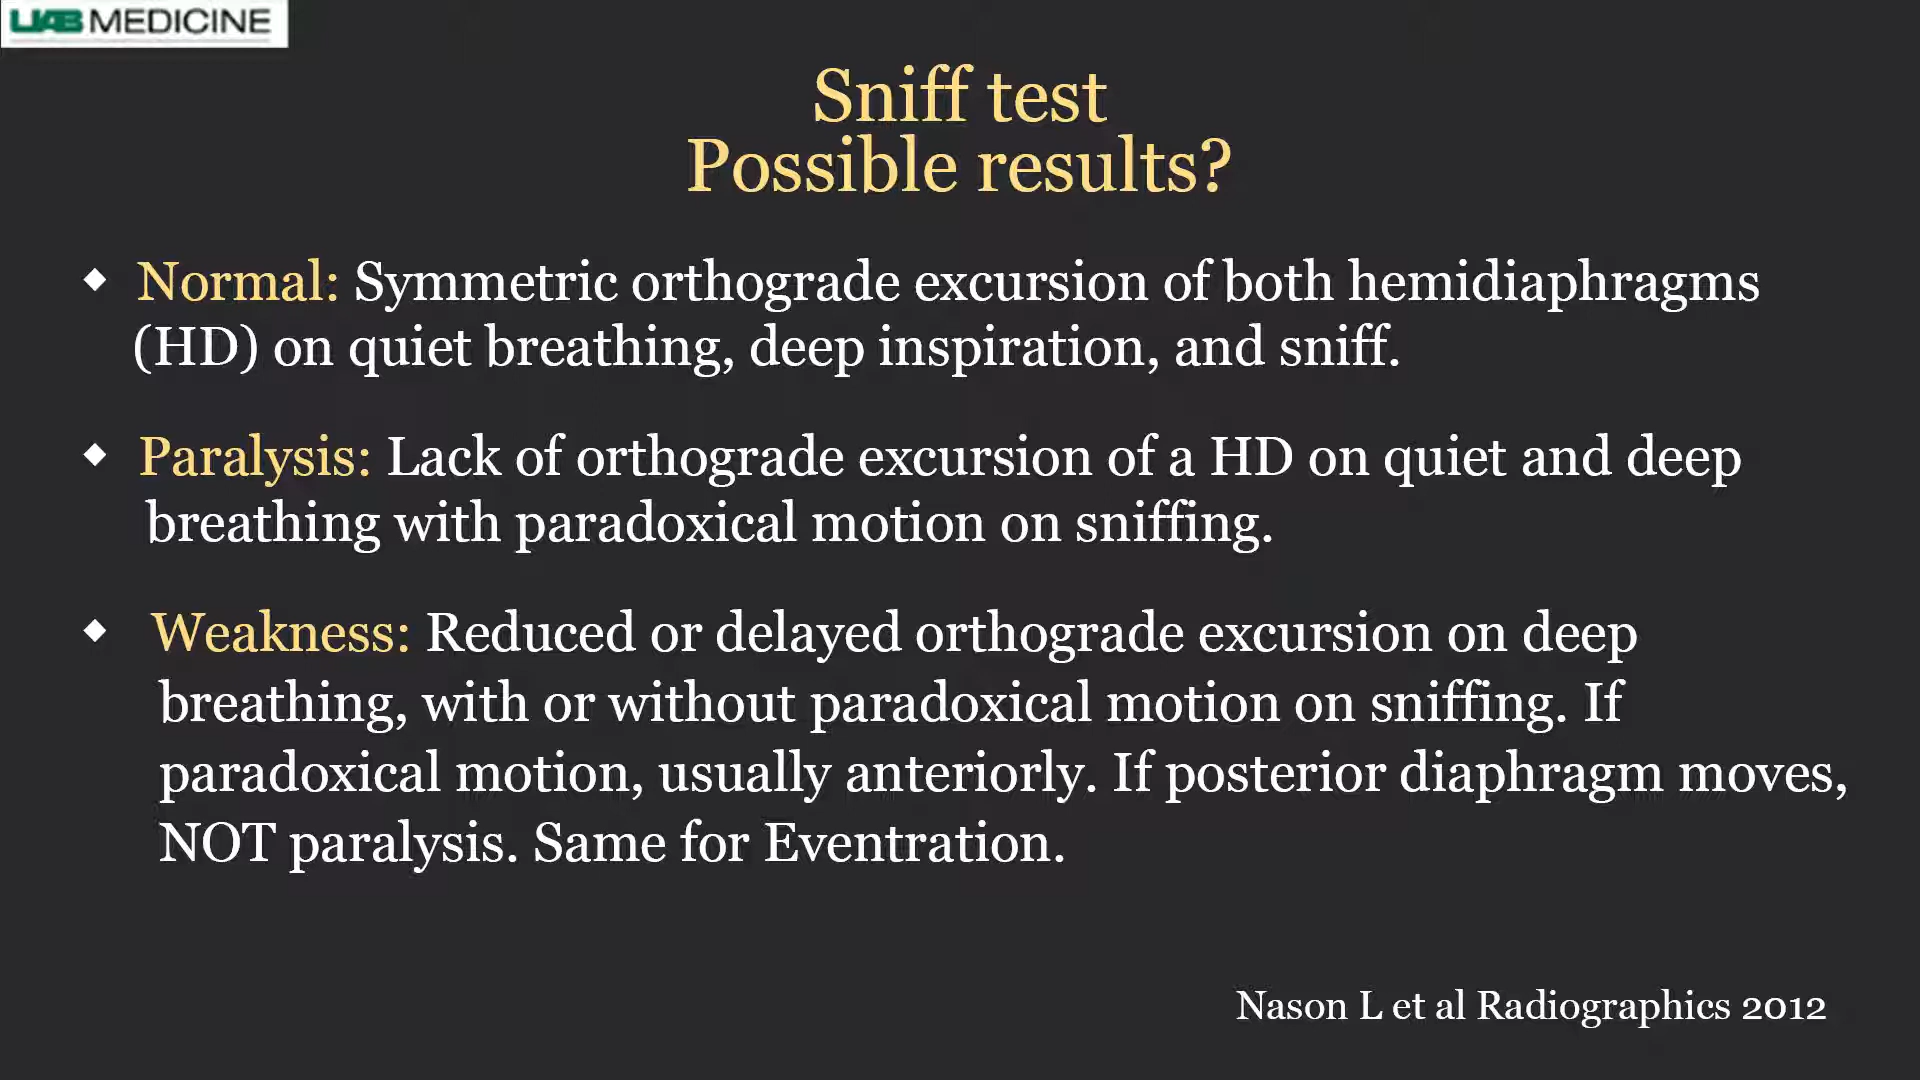 UAB MEDICINE
Sniff test
Possible results?
◆ Normal: Symmetric orthograde excursion of both hemidiaphragms
(HD) on quiet breathing, deep inspiration, and sniff.
◆ Paralysis: Lack of orthograde excursion of a HD on quiet and deep
breathing with paradoxical motion on sniffing.
◆ Weakness: Reduced or delayed orthograde excursion on deep
breathing, with or without paradoxical motion on sniffing. If
paradoxical motion, usually anteriorly. If posterior diaphragm moves,
NOT paralysis. Same for Eventration.
Nason L et al Radiographics 2012